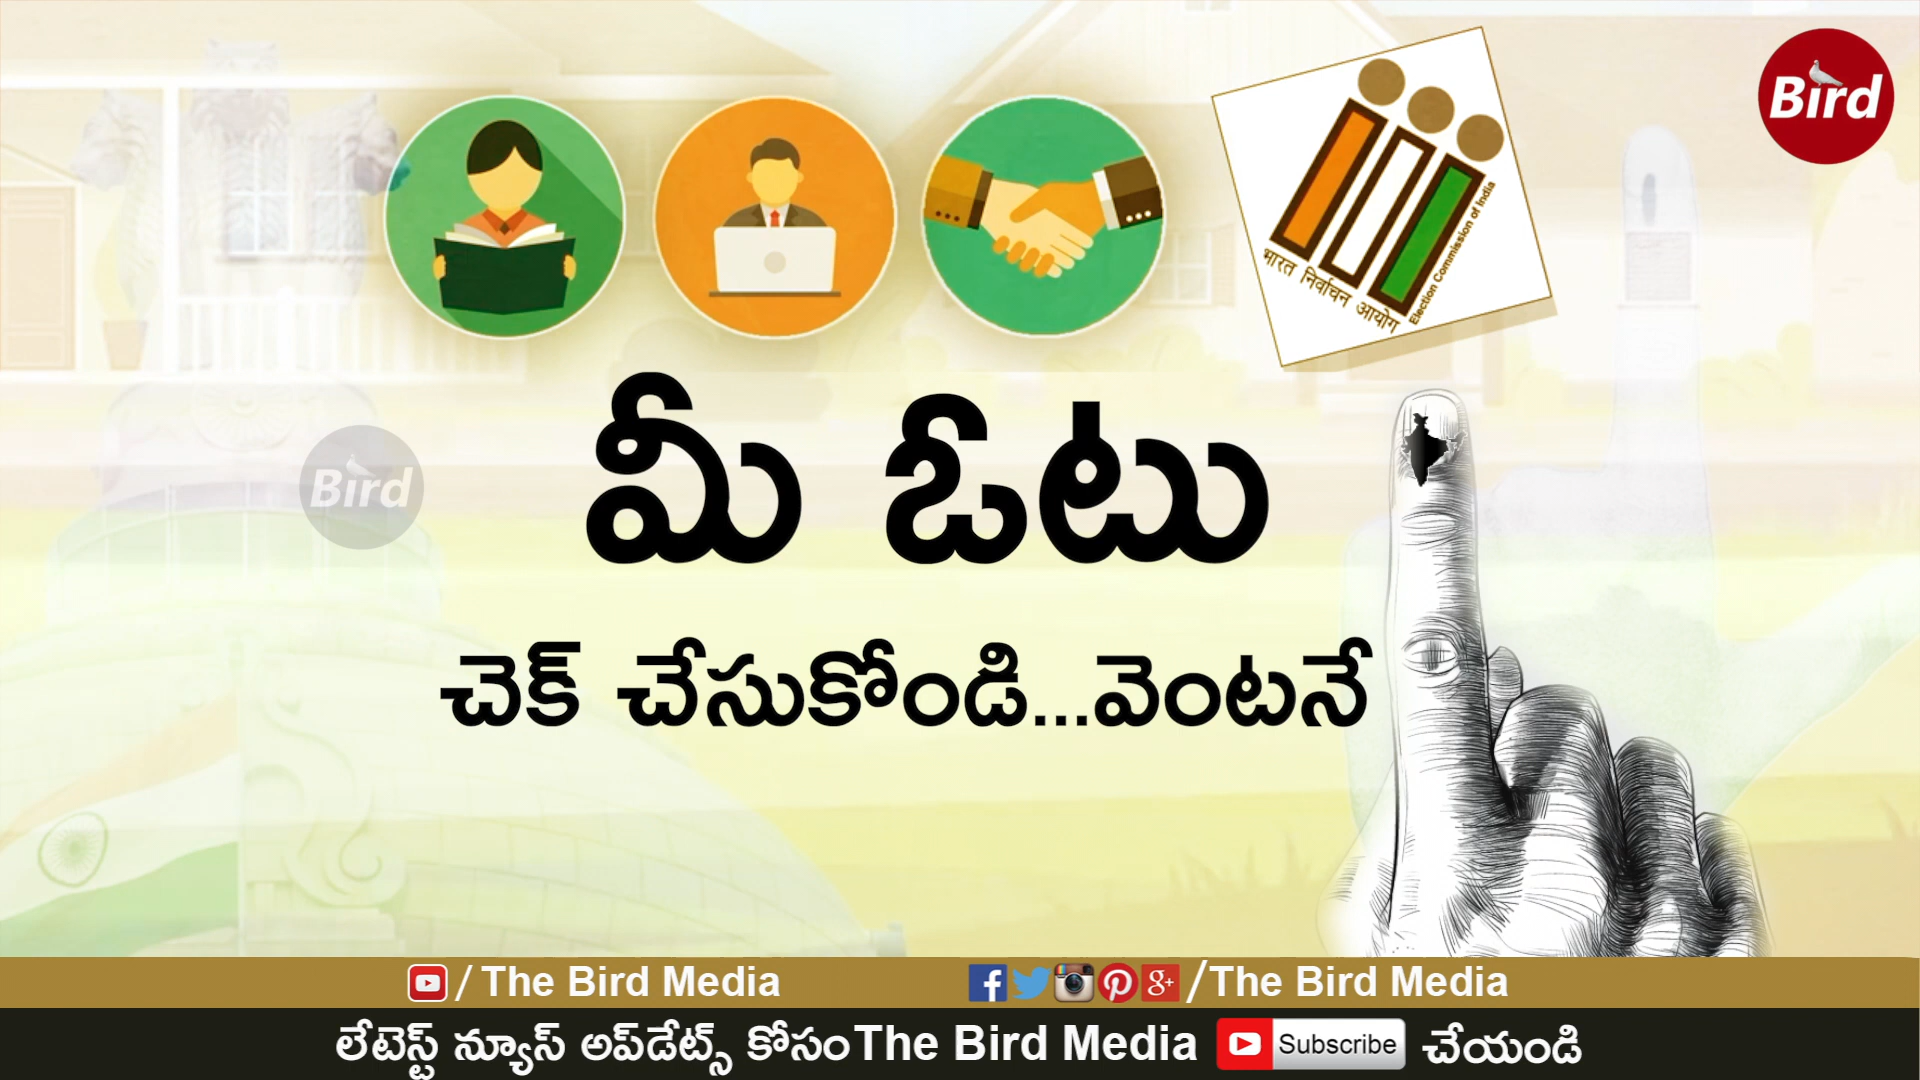 Bird
भारत निर्वाचन आयोग
Election Commission of India
మీ ఓటు
Bird
చెక్ చేసుకోండి...వెంటనే
/ The Bird Media
/The Bird Media
లేటెస్ట్ న్యూస్ అప్‌డేట్స్ కోసంThe Bird Media Subscribe చేయండి